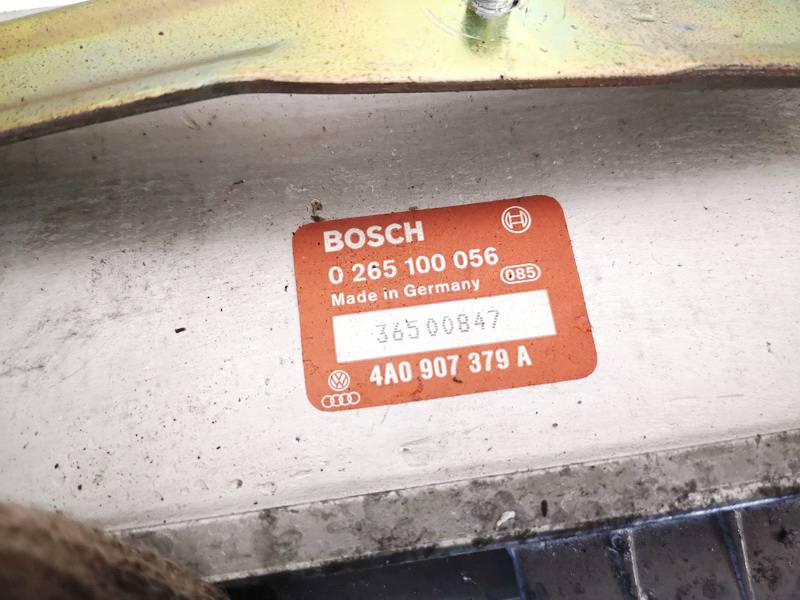 BOSCH
0 265 100 056
Made in Germany 085
36500847
4A0 907 379 A